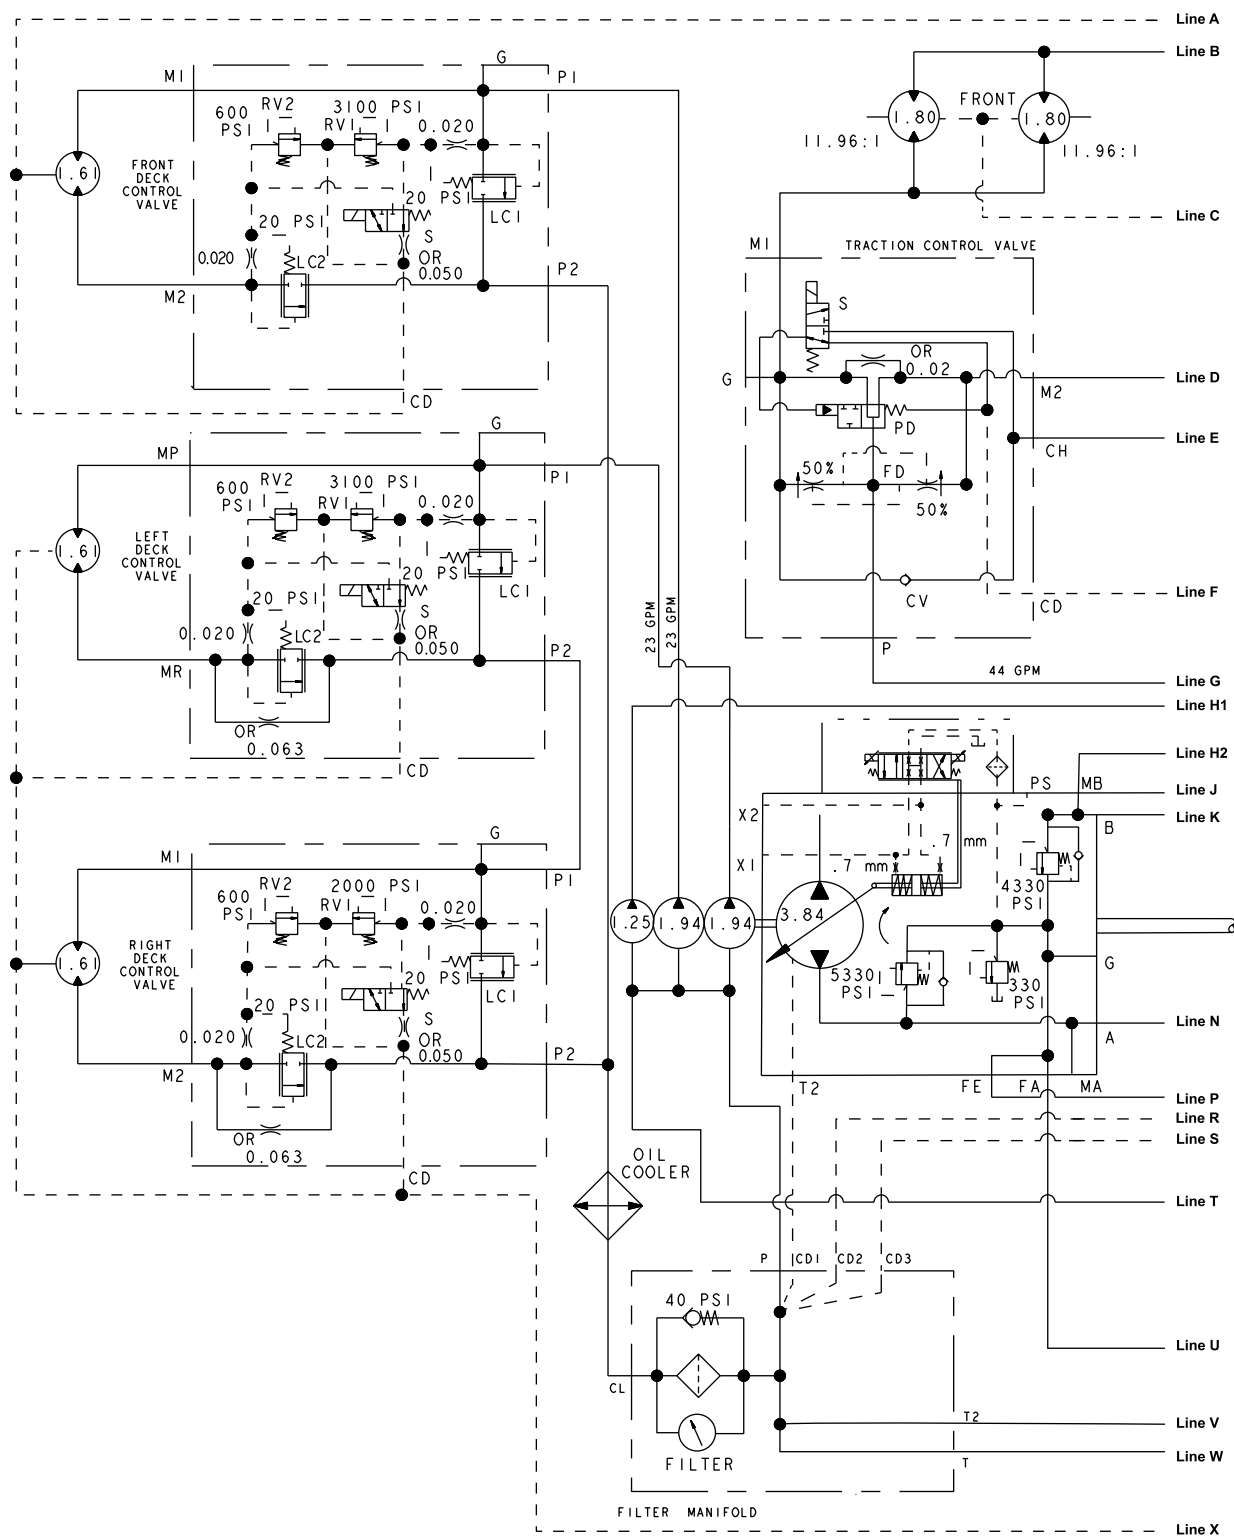 Line A
Line B
G
M1
P1
RV2
3100 PSI
FRONT
600
PSI
RV1
0.020
1.80
1.80
11.96:1
11.96:1
1.61
FRONT
DECK
CONTROL
VALVE
20
PSI
LC1
Line C
20 PSI
S
M1
TRACTION CONTROL VALVE
0.020
LC2
OR
0.050
P2
M2
S
OR
0.02
G
Line D
M2
CD
PD
G
Line E
MP
CH
P1
RV2
3100 PSI
50%
FD
600
PSI
RV1
0.020
50%
1.61
LEFT
DECK
CONTROL
VALVE
20
PSI
LC1
20 PSI
S
CV
Line F
CD
0.020
LC2
OR
0.050
23 GPM
23 GPM
P2
P
MR
44 GPM
Line G
Line H1
OR
0.063
Line H2
CD
PS
MB
Line J
X2
Line K
B
G
.7 mm
M1
X1
.7 mm
P1
4330
PSI
RV2
2000 PSI
600
PSI
RV1
0.020
1.25
1.94
1.94
3.84
1.61
RIGHT
DECK
CONTROL
VALVE
20
PSI
LC1
5330
PSI
330
PSI
G
20 PSI
S
Line N
0.020
LC2
OR
0.050
P2
A
M2
T2
FE
FA
MA
Line P
Line R
OR
0.063
Line S
OIL
COOLER
CD
Line T
P
CD1
CD2
CD3
40 PSI
Line U
CL
T2
Line V
FILTER
T
Line W
FILTER MANIFOLD
Line X